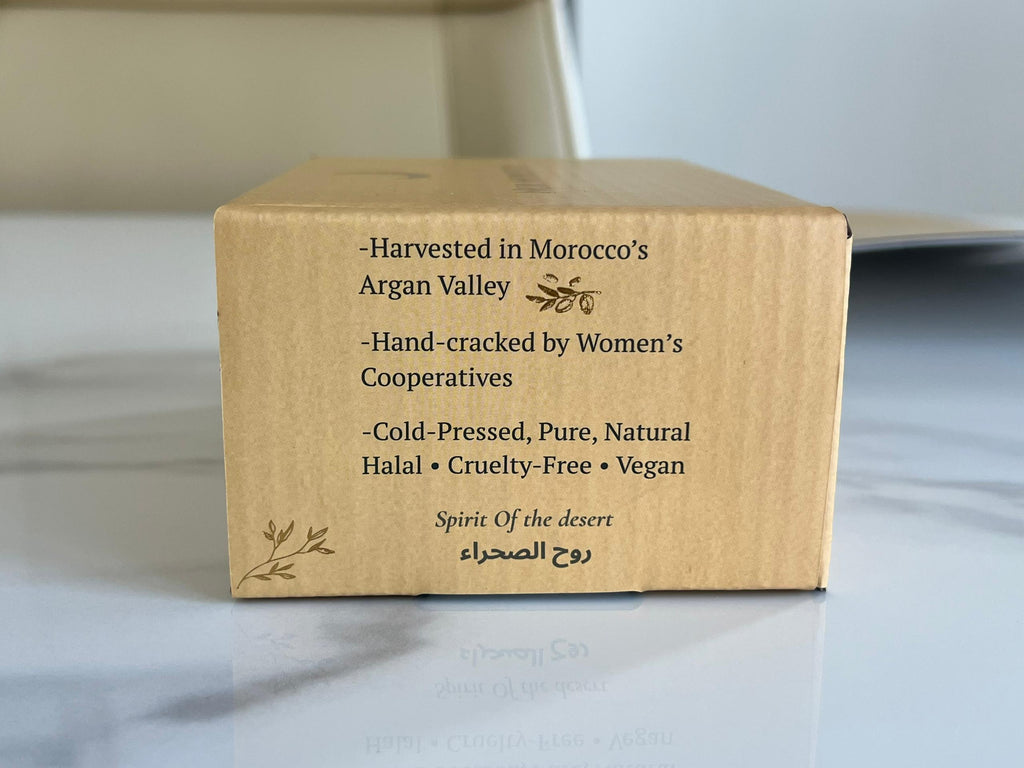 -Harvested in Morocco’s
Argan Valley
-Hand-cracked by Women’s
Cooperatives
-Cold-Pressed, Pure, Natural
Halal • Cruelty-Free • Vegan
Spirit Of the desert
روح الصحراء